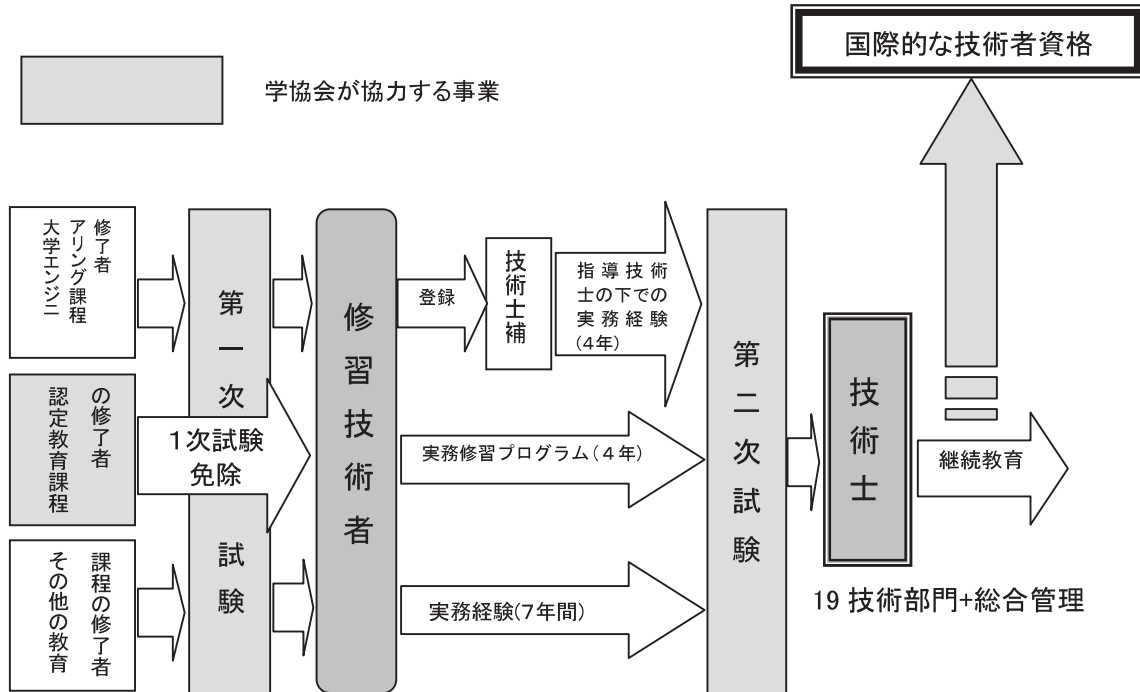 国際的な技術者資格
学協会が協力する事業
大学エンジニ
アリング課程
修了者
認定教育課程
の修了者
その他の教育
課程の修了者
第一次試験
1次試験
免除
修習技術者
登録
技術士補
指導技術
士の下での
実務経験
(4年)
実務修習プログラム(4年)
実務経験(7年間)
第二次試験
技術士
継続教育
19 技術部門+総合管理